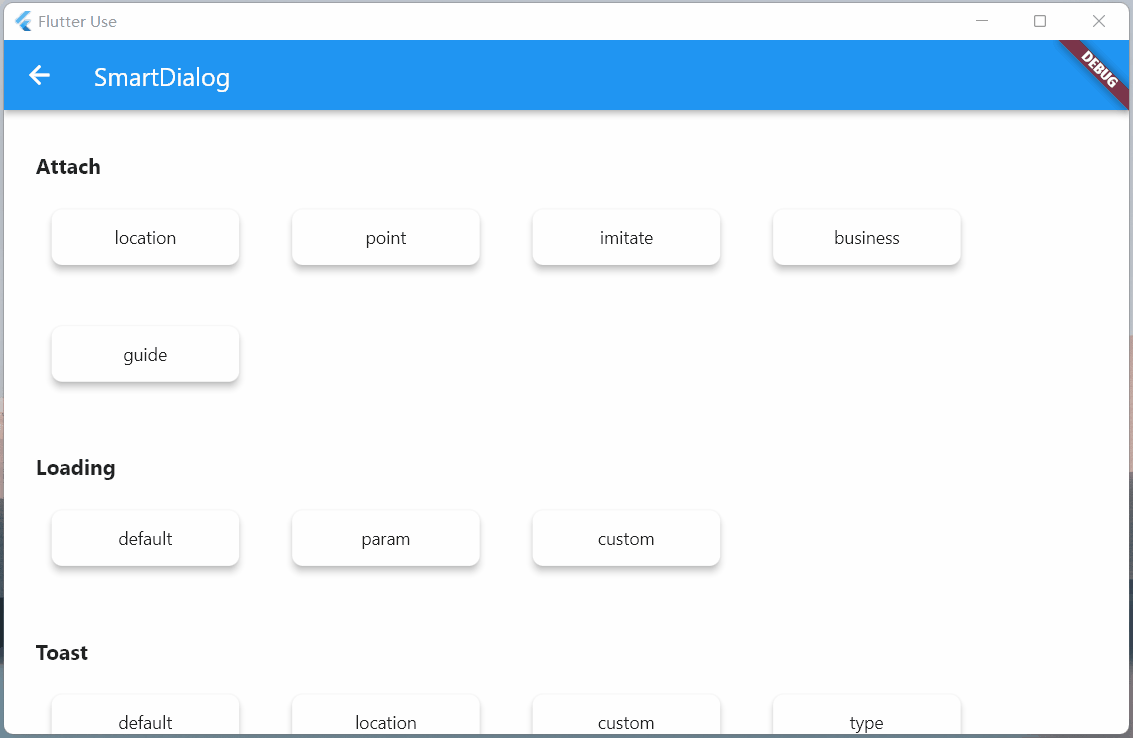 Flutter Use
SmartDialog
DEBUG
Attach
location point imitate business
guide
Loading
default param custom
Toast
default location custom type